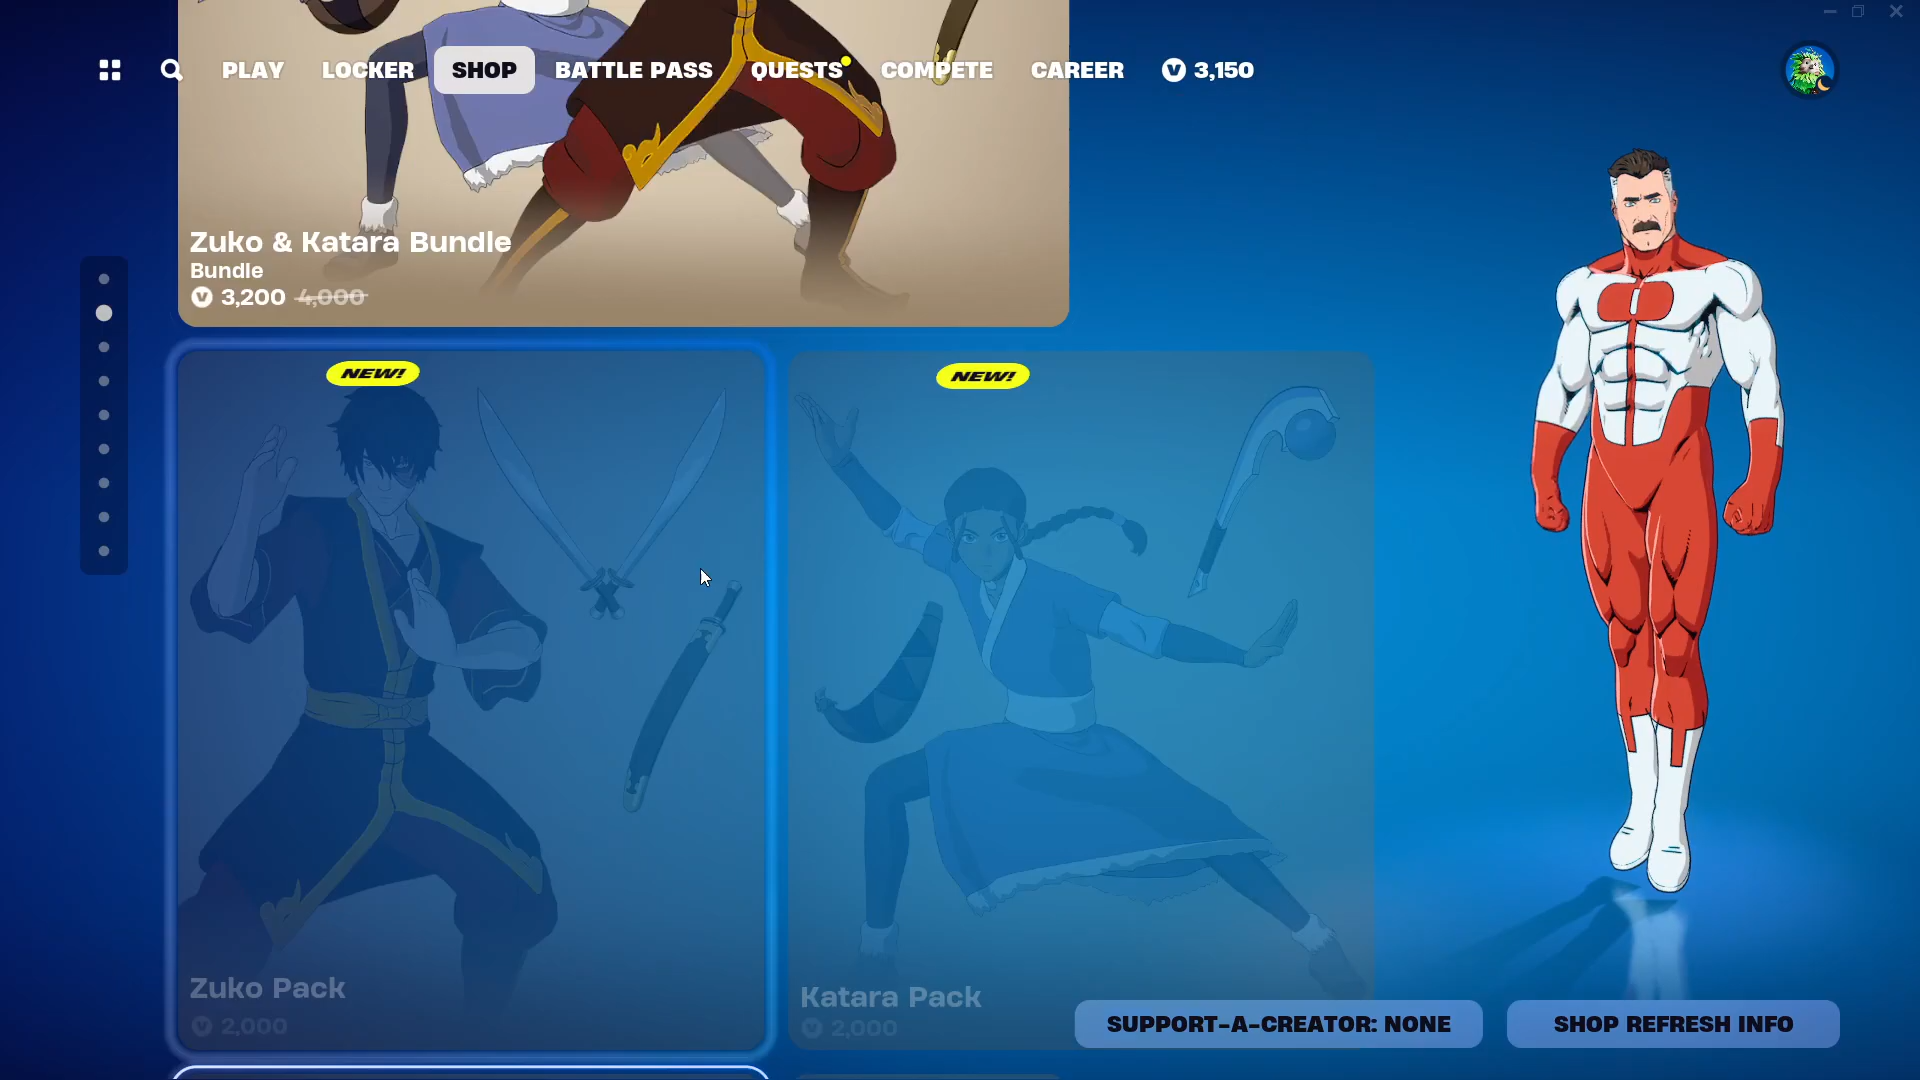 PLAY LOCKER SHOP BATTLE PASS QUESTS COMPETE CAREER 3,150
Zuko & Katara Bundle
Bundle
3,200 4,000
NEW!
NEW!
Zuko Pack
2,000
Katara Pack
2,000
SUPPORT-A-CREATOR: NONE
SHOP REFRESH INFO